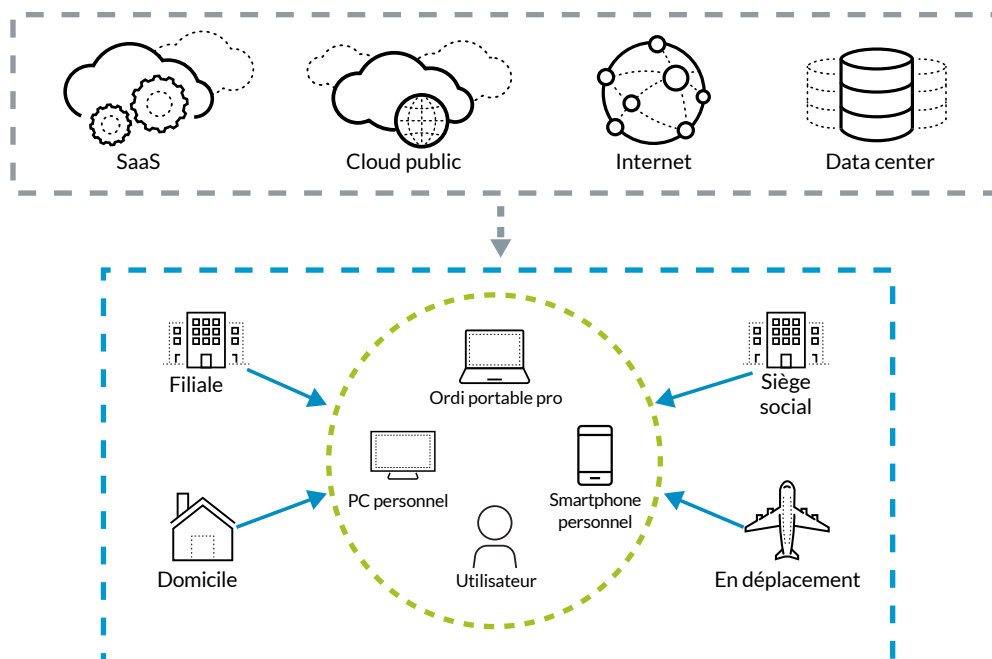 SaaS
Cloud public
Internet
Data center
Filiale
Ordi portable pro
Siège
social
PC personnel
Smartphone
personnel
Domicile
Utilisateur
En déplacement